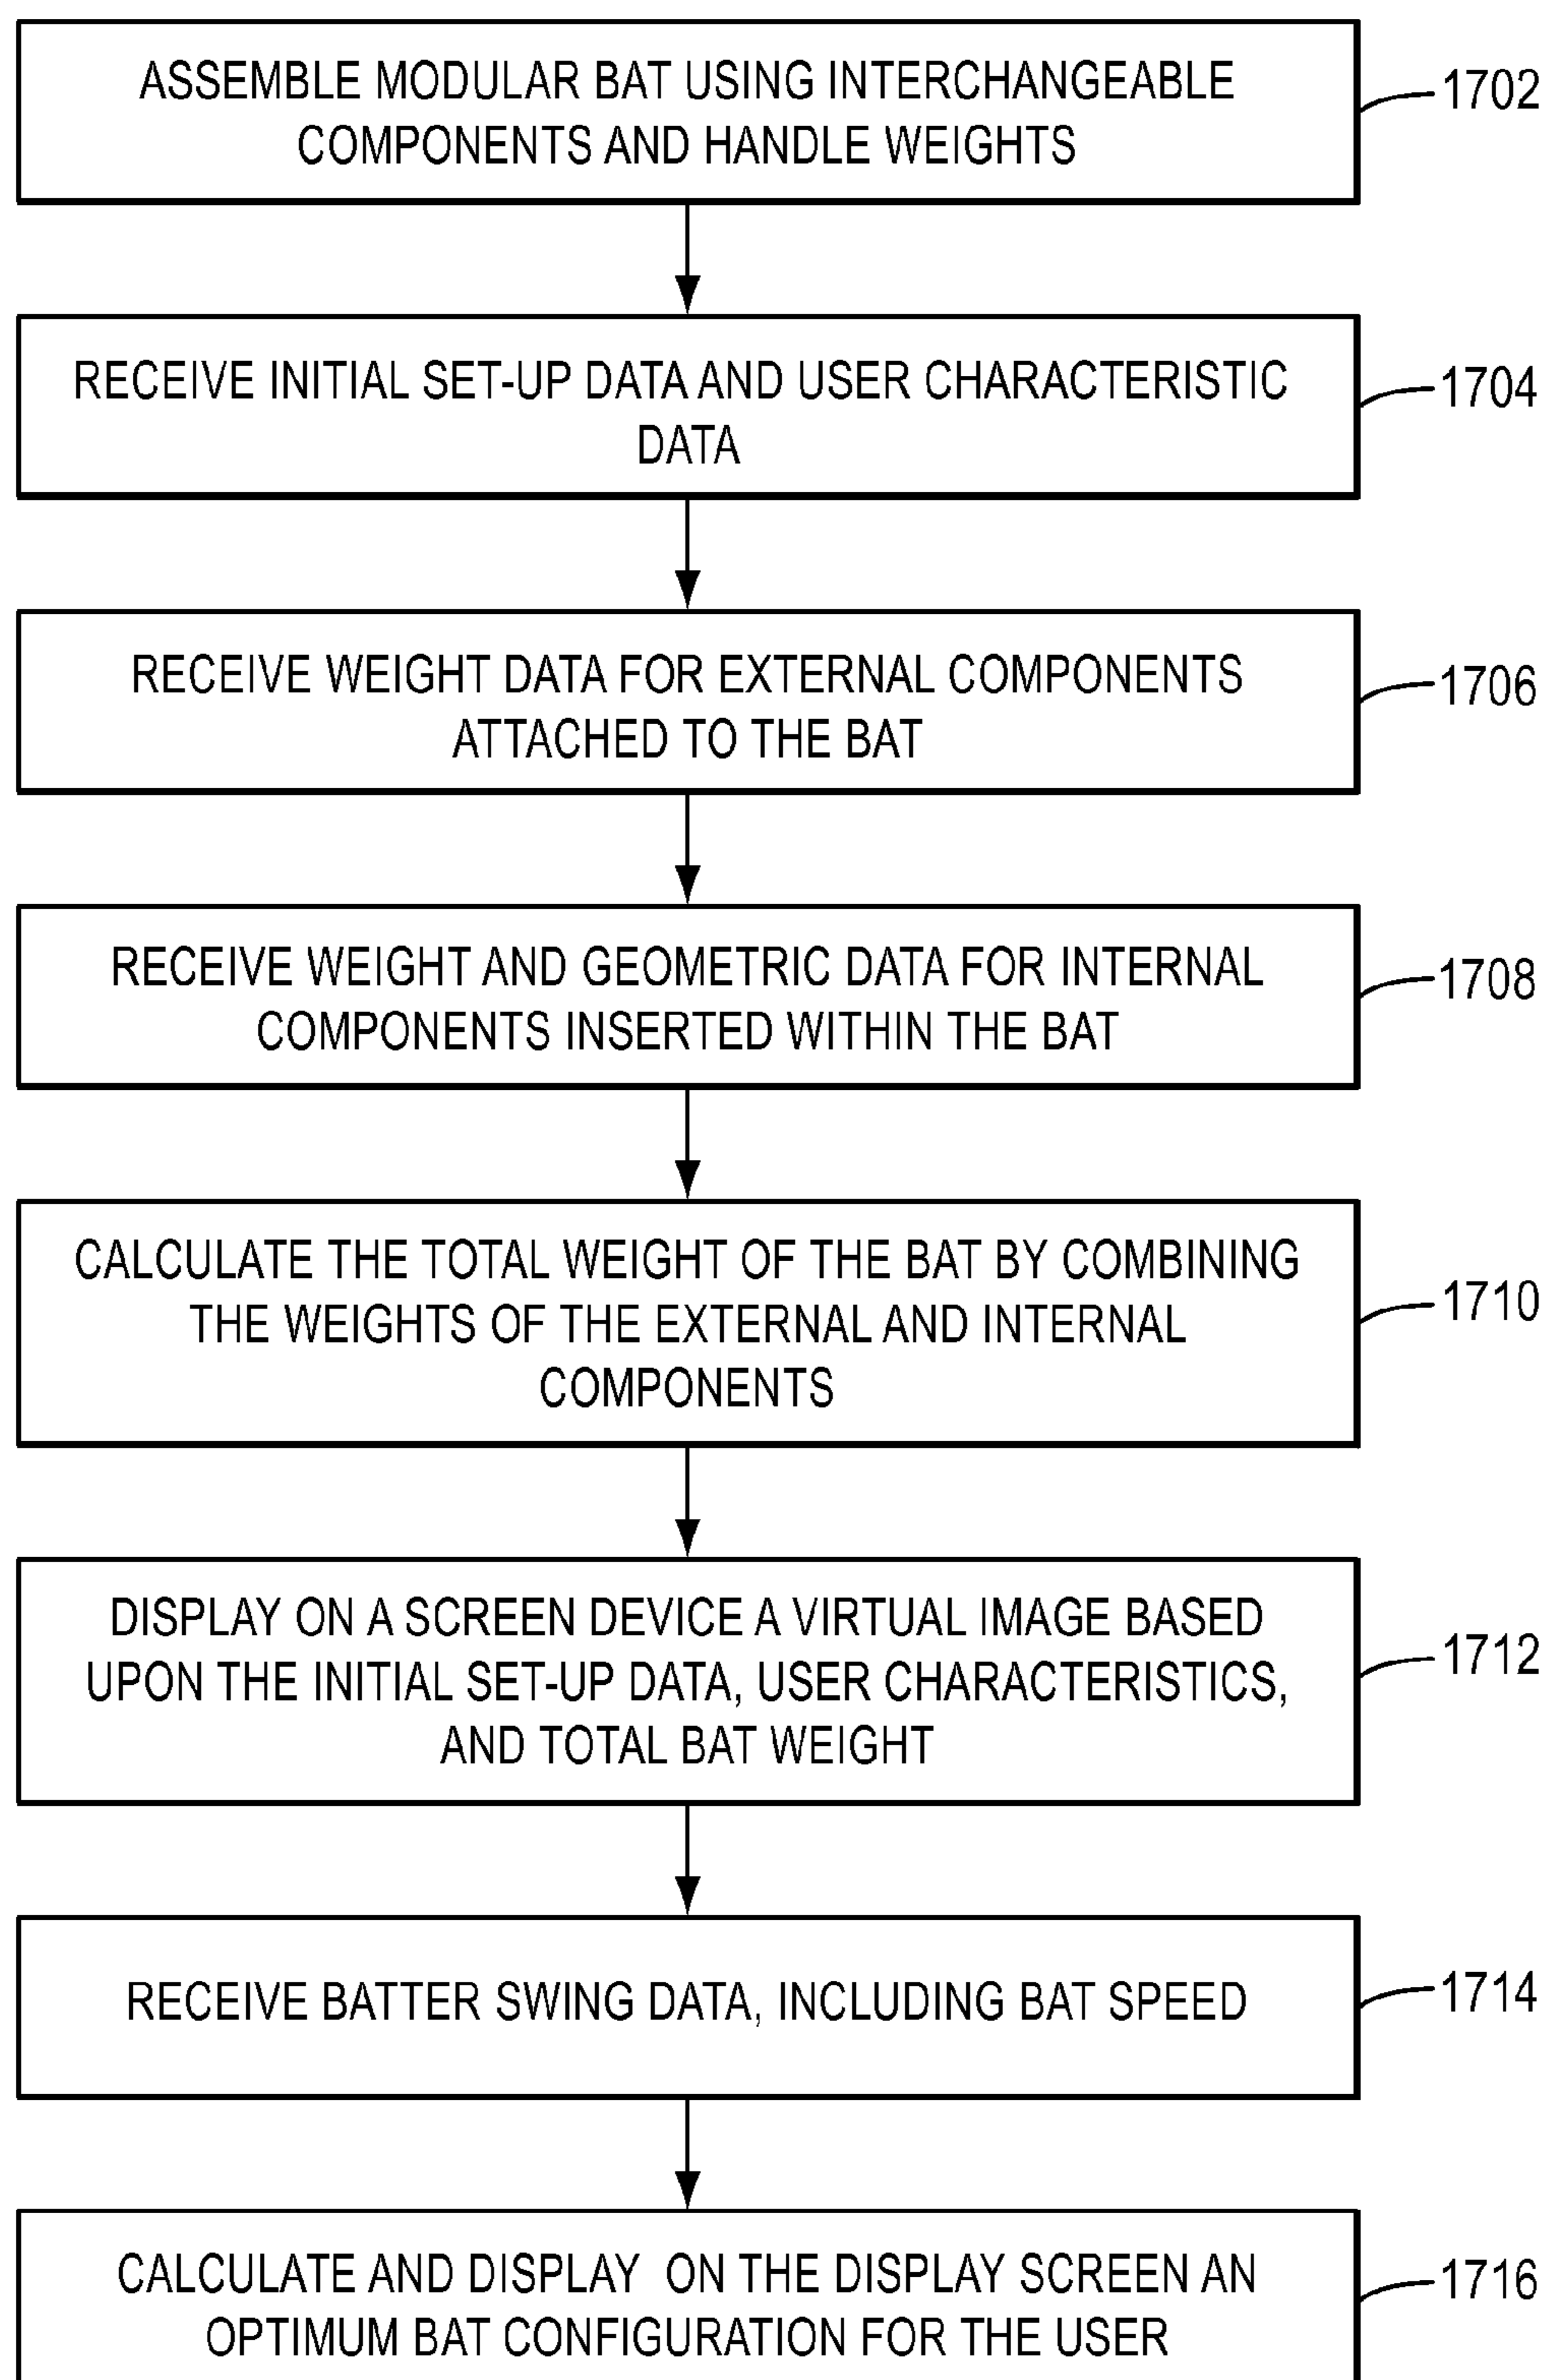 ASSEMBLE MODULAR BAT USING INTERCHANGEABLE
COMPONENTS AND HANDLE WEIGHTS
1702
RECEIVE INITIAL SET-UP DATA AND USER CHARACTERISTIC
DATA
1704
RECEIVE WEIGHT DATA FOR EXTERNAL COMPONENTS
ATTACHED TO THE BAT
1706
RECEIVE WEIGHT AND GEOMETRIC DATA FOR INTERNAL
COMPONENTS INSERTED WITHIN THE BAT
1708
CALCULATE THE TOTAL WEIGHT OF THE BAT BY COMBINING
THE WEIGHTS OF THE EXTERNAL AND INTERNAL
COMPONENTS
1710
DISPLAY ON A SCREEN DEVICE A VIRTUAL IMAGE BASED
UPON THE INITIAL SET-UP DATA, USER CHARACTERISTICS,
AND TOTAL BAT WEIGHT
1712
RECEIVE BATTER SWING DATA, INCLUDING BAT SPEED
1714
CALCULATE AND DISPLAY ON THE DISPLAY SCREEN AN
OPTIMUM BAT CONFIGURATION FOR THE USER
1716